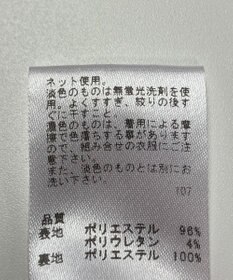 ネット使用。
淡色のものは無蛍光洗剤を使
用。よくすすぎ、絞りの後す
ぐに干すこと。
濃色のものは、着用による摩
擦で色落ちする事があります
ので、組み合せの衣服にご注
意下さい。
また、淡色のものとは別にお
洗い下さい。
107
品質
表地 ポリエステル 96%
ポリウレタン 4%
裏地 ポリエステル 100%